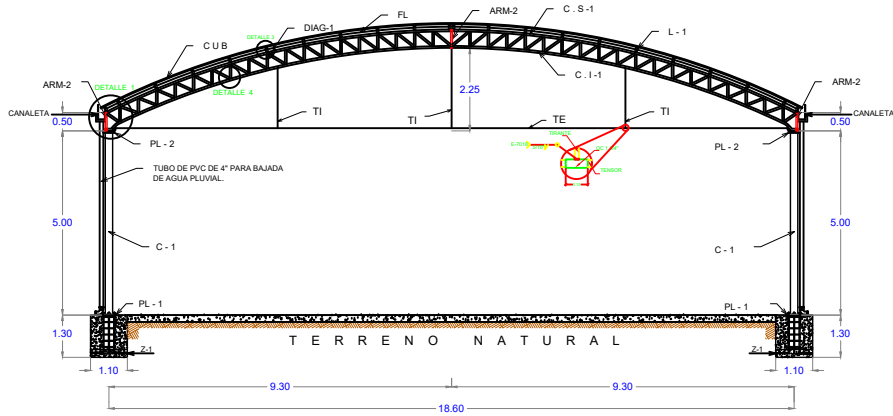 FL
ARM-2
C . S -1
DIAG-1
L - 1
DETALLE 3
C U B
C . I -1
ARM-2
DETALLE 1
DETALLE 4
2.25
ARM-2
CANALETA
0.50
TI
TI
TE
TI
0.50
CANALETA
PL - 2
TIRANTE
PL - 2
TUBO DE PVC DE 4" PARA BAJADA
DE AGUA PLUVIAL.
TENSOR
5.00
C - 1
C - 1
5.00
PL - 1
PL - 1
1.30
T E R R E N O N A T U R A L
1.30
Z-1
Z-1
1.10
1.10
9.30
9.30
18.60